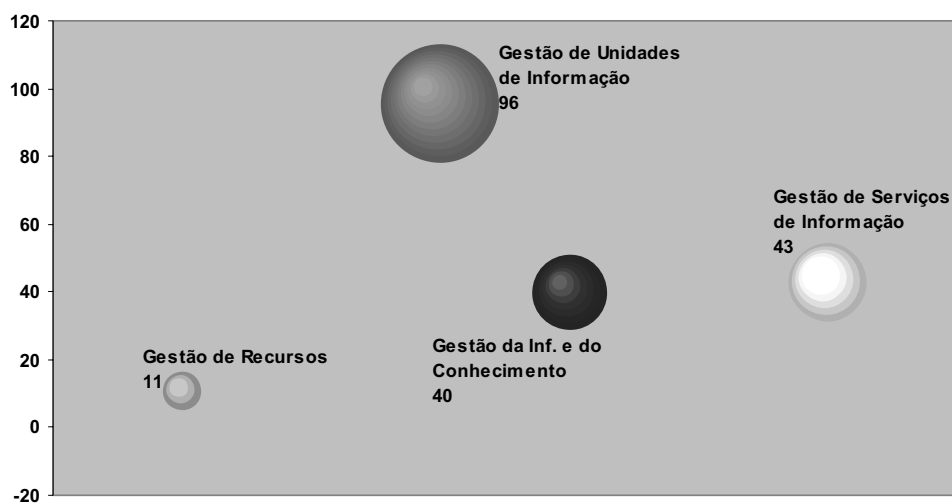 120
100
80
60
40
20
0
-20
Gestão de Unidades
de Informação
96
Gestão de Serviços
de Informação
43
Gestão da Inf. e do
Conhecimento
40
Gestão de Recursos
11